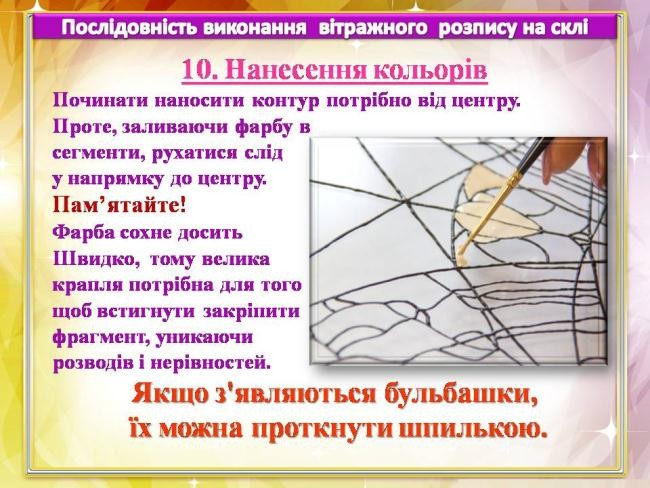 Послідовність виконання вітражного розпису на склі
10. Нанесення кольорів
Починати наносити контур потрібно від центру.
Проте, заливаючи фарбу в
сегменти, рухатися слід
у напрямку до центру.
Пам’ятайте!
Фарба сохне досить
Швидко, тому велика
крапля потрібна для того
щоб встигнути закріпити
фрагмент, уникаючи
розводів і нерівностей.
Якщо з'являються бульбашки,
їх можна проткнути шпилькою.